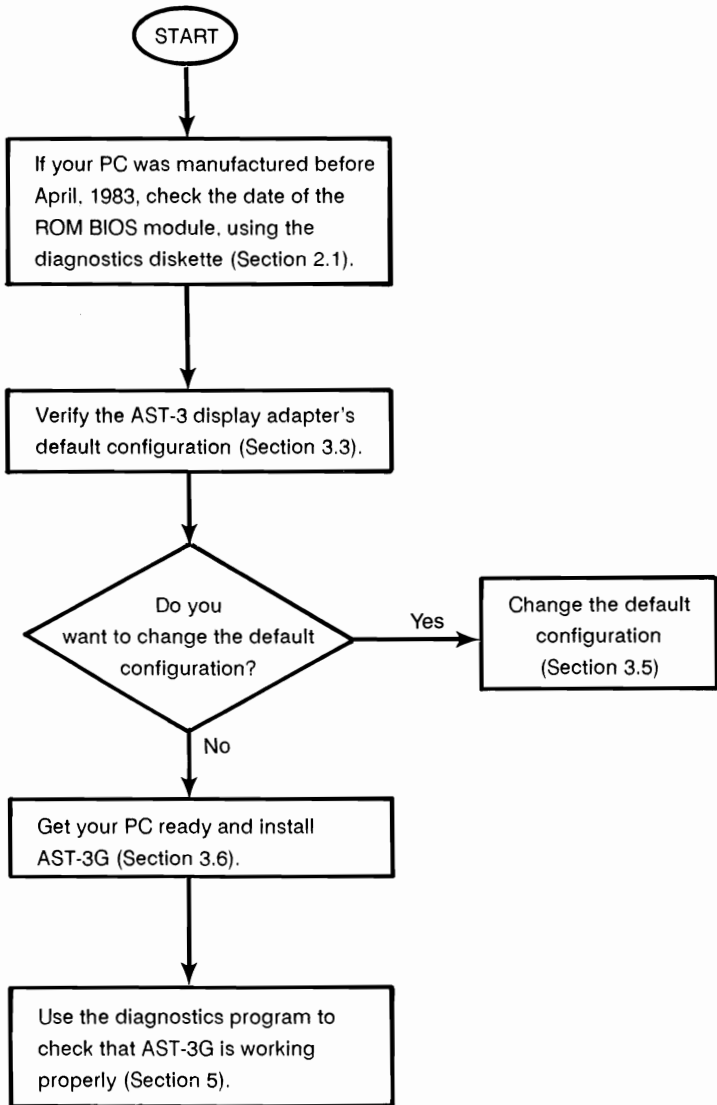 START
If your PC was manufactured before
April, 1983, check the date of the
ROM BIOS module, using the
diagnostics diskette (Section 2.1).
Verify the AST-3 display adapter's
default configuration (Section 3.3).
Do you
want to change the default
configuration?
Yes
Change the default
configuration
(Section 3.5)
No
Get your PC ready and install
AST-3G (Section 3.6).
Use the diagnostics program to
check that AST-3G is working
properly (Section 5).